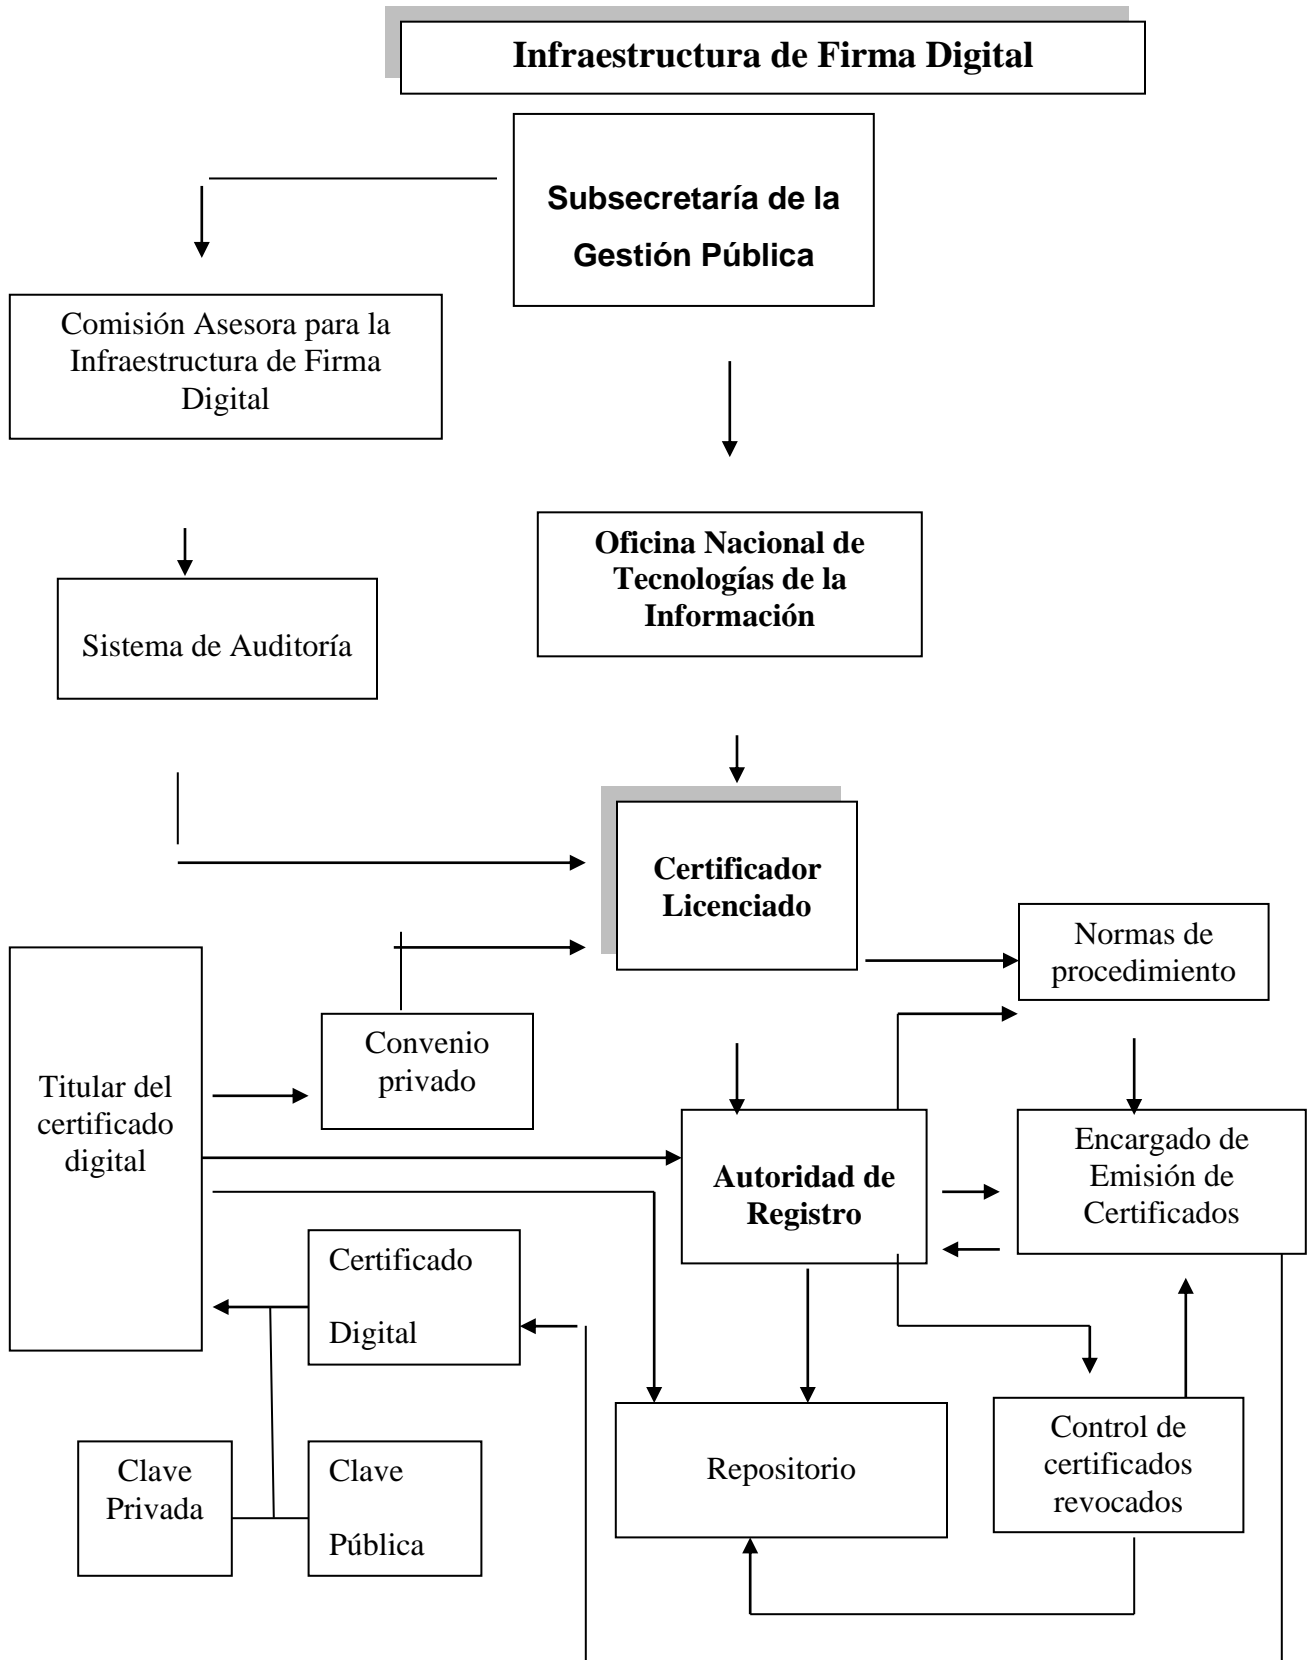 Infraestructura de Firma Digital
Subsecretaría de la
Gestión Pública
Comisión Asesora para la
Infraestructura de Firma
Digital
Oficina Nacional de
Tecnologías de la
Información
Sistema de Auditoría
Certificador
Licenciado
Normas de
procedimiento
Convenio
privado
Titular del
certificado
digital
Autoridad de
Registro
Encargado de
Emisión de
Certificados
Certificado
Digital
Repositorio
Control de
certificados
revocados
Clave
Privada
Clave
Pública